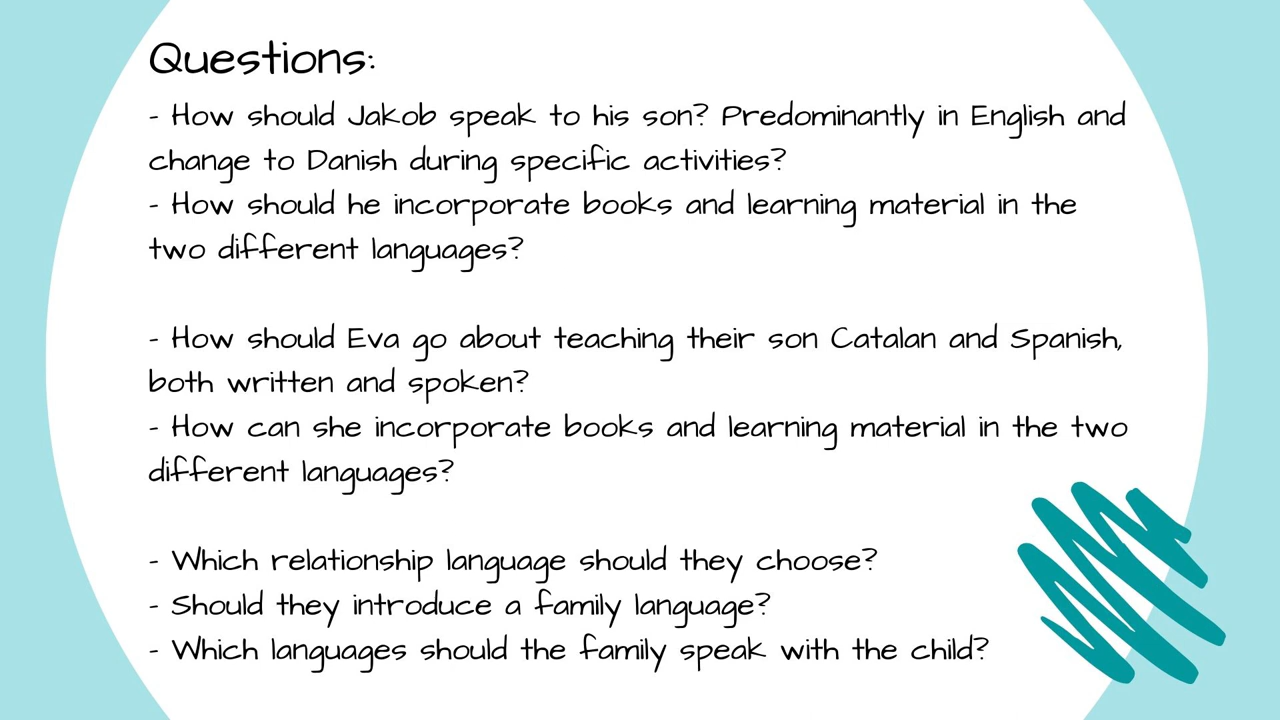 Questions:
- How should Jakob speak to his son? Predominantly in English and
change to Danish during specific activities?
- How should he incorporate books and learning material in the
two different languages?
- How should Eva go about teaching their son Catalan and Spanish,
both written and spoken?
- How can she incorporate books and learning material in the two
different languages?
- Which relationship language should they choose?
- Should they introduce a family language?
- Which languages should the family speak with the child?